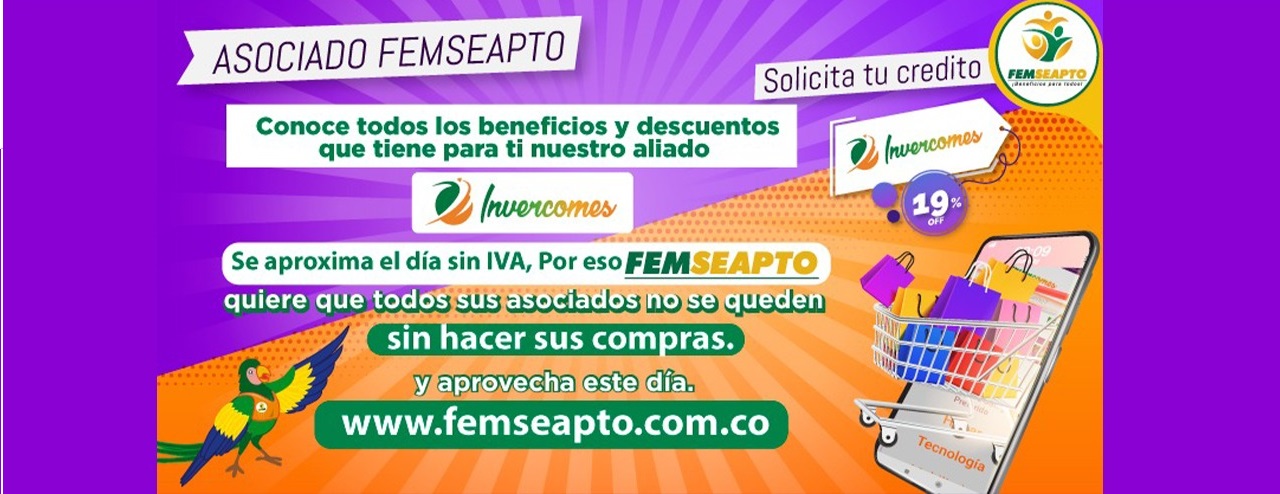 ASOCIADO FEMSEAPTO
Solicita tu credito
FEMSEAPTO
¡Beneficios para todos!
Conoce todos los beneficios y descuentos
que tiene para ti nuestro aliado
Invercomes
Invercomes
19%
OFF
Se aproxima el día sin IVA, Por eso FEMSEAPTO
quiere que todos sus asociados no se queden
sin hacer sus compras.
y aprovecha este día.
www.femseapto.com.co
Tecnología